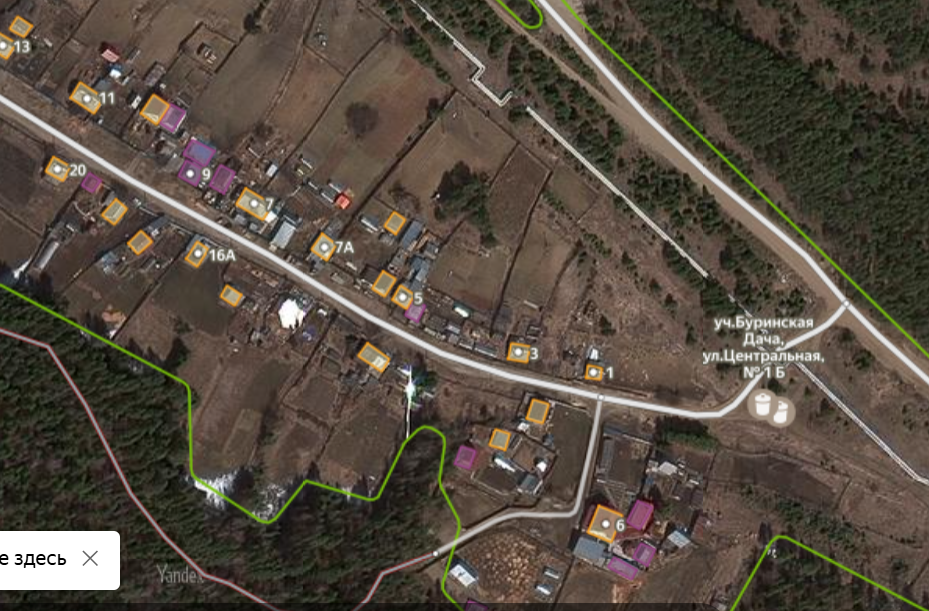 13
11
20
9
7
7А
16А
5
3
1
уч.Буринская
Дача,
ул.Центральная,
№ 1 Б
6
е здесь
Yandex